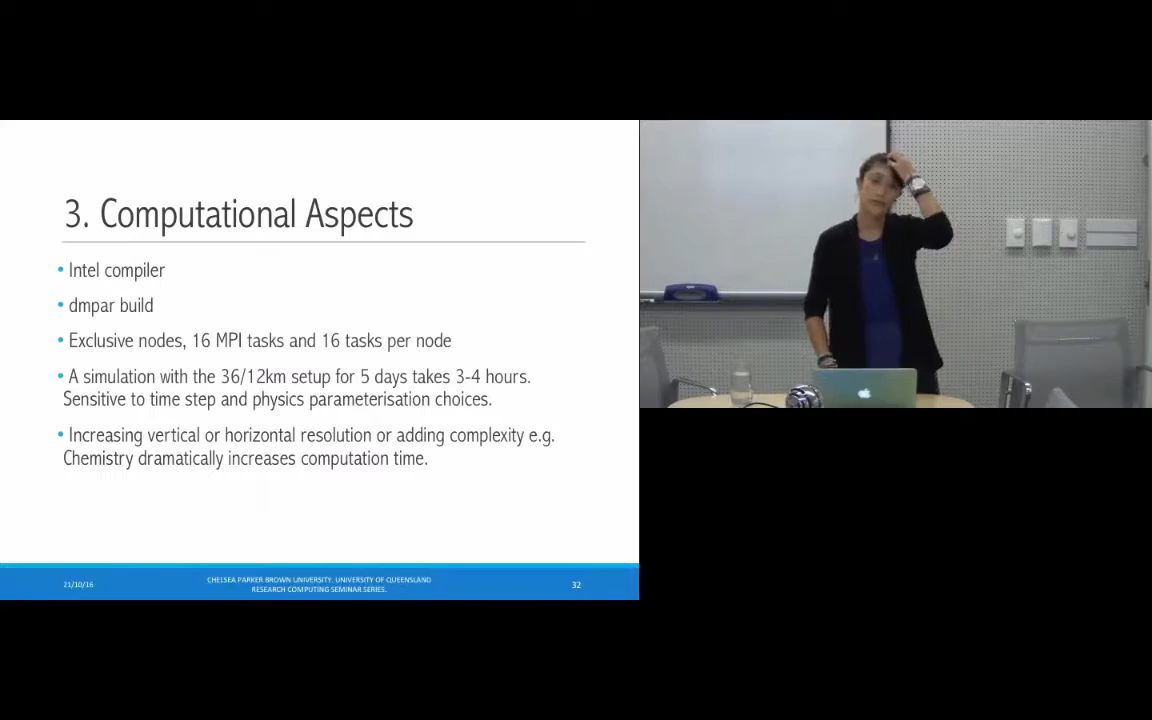 3. Computational Aspects
• Intel compiler
• dmpar build
• Exclusive nodes, 16 MPI tasks and 16 tasks per node
• A simulation with the 36/12km setup for 5 days takes 3-4 hours.
Sensitive to time step and physics parameterisation choices.
• Increasing vertical or horizontal resolution or adding complexity e.g.
Chemistry dramatically increases computation time.
21/10/16
CHELSEA PARKER BROWN UNIVERSITY. UNIVERSITY OF QUEENSLAND
RESEARCH COMPUTING SEMINAR SERIES.
32